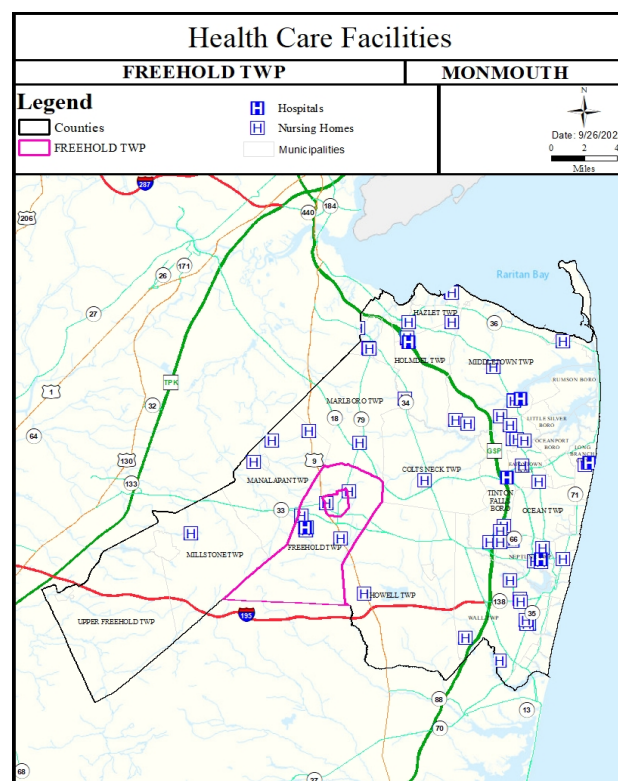 Health Care Facilities
FREEHOLD TWP
MONMOUTH
Legend
Counties
FREEHOLD TWP
H Hospitals
H Nursing Homes
Municipalities
N
Date: 9/26/202
0 2 4
Miles
287
206
440
184
171
26
27
Raritan Bay
HAZLET TWP
36
HOLMDEL TWP
MIDDLETOWN TWP
1
TPK
32
RUMSON BORO
MARLBORO TWP
34
18
79
LITTLE SILVER
BORO
64
OCEANPORT
BORO
LONG
BRANCH
130
9
GSP
133
MANALAPAN TWP
COLTS NECK TWP
71
TINTON
FALLS
BORO
OCEAN TWP
33
MILLSTONE TWP
FREEHOLD TWP
66
HOWELL TWP
138
195
35
UPPER FREEHOLD TWP
WALL TWP
88
13
70
68
37